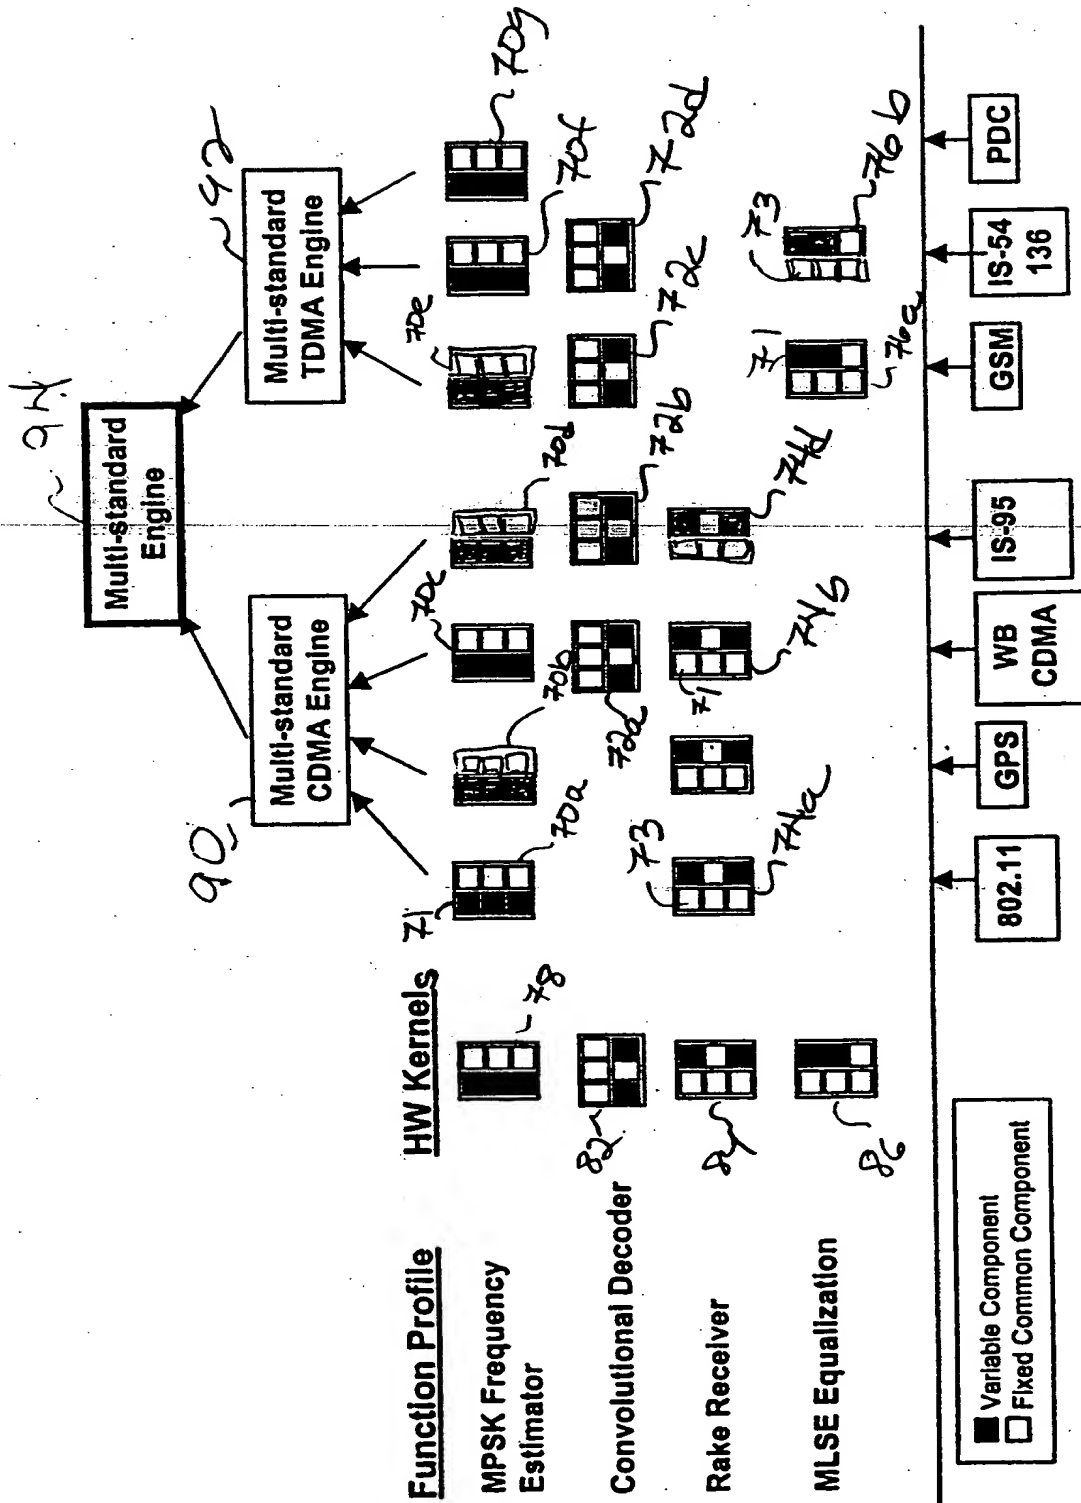 94
Multi-standard
Engine
90
Multi-standard
CDMA Engine
92
Multi-standard
TDMA Engine
Function Profile
HW Kernels
MPSK Frequency
Estimator
78
71
70a
70b
70c
70d
70e
70f
70g
Convolutional Decoder
82
72a
72b
72c
72d
Rake Receiver
84
73
74a
71
74b
74d
MLSE Equalization
86
71
76a
73
76b
802.11
GPS
WB
CDMA
IS-95
GSM
IS-54
136
PDC
Variable Component
Fixed Common Component